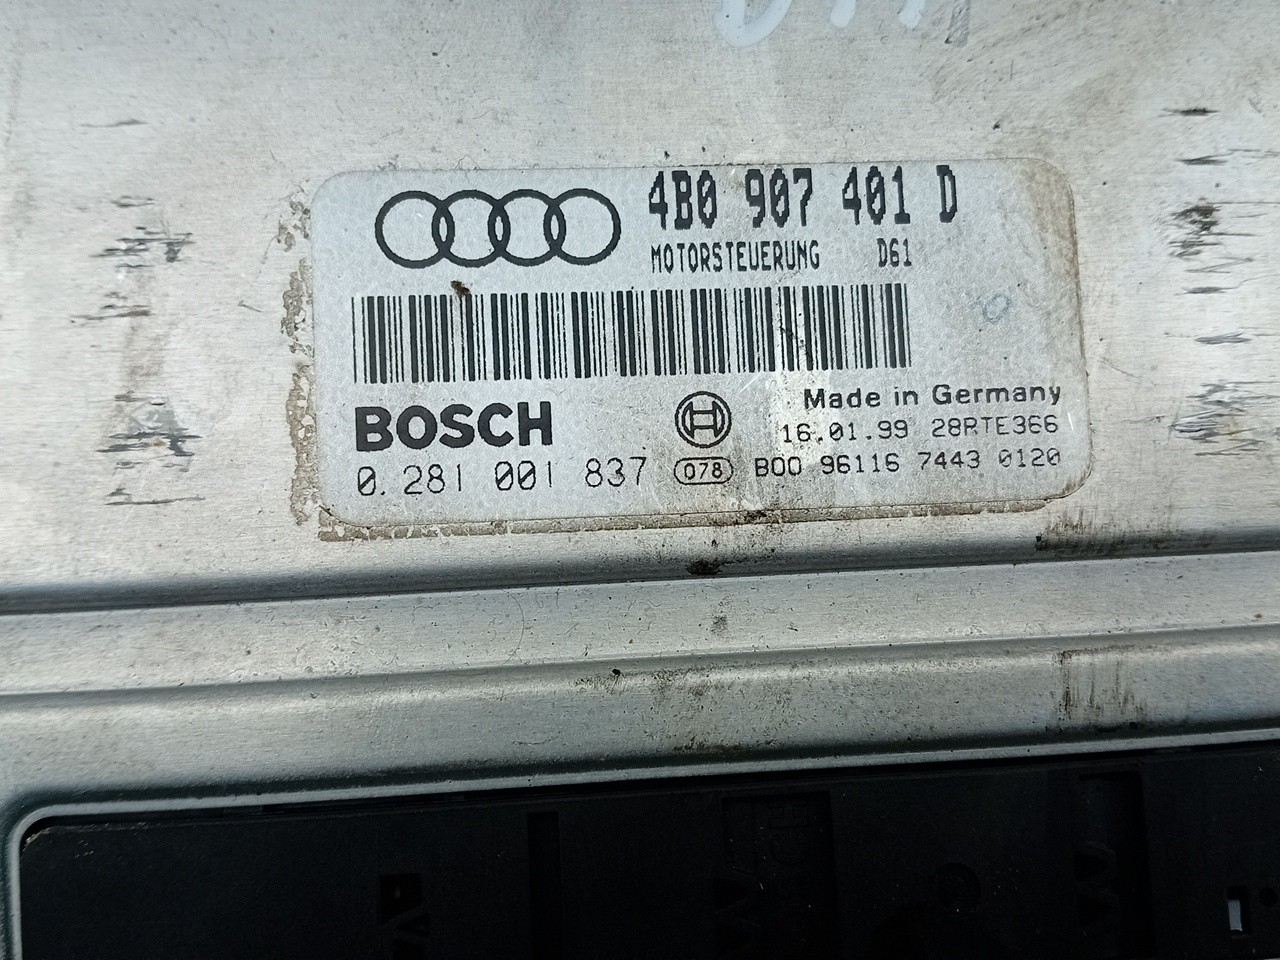 4B0 907 401 D
MOTORSTEUERUNG D61
BOSCH
Made in Germany
16.01.99 28RTE366
0 281 001 837 078 B00 96116 7443 0120